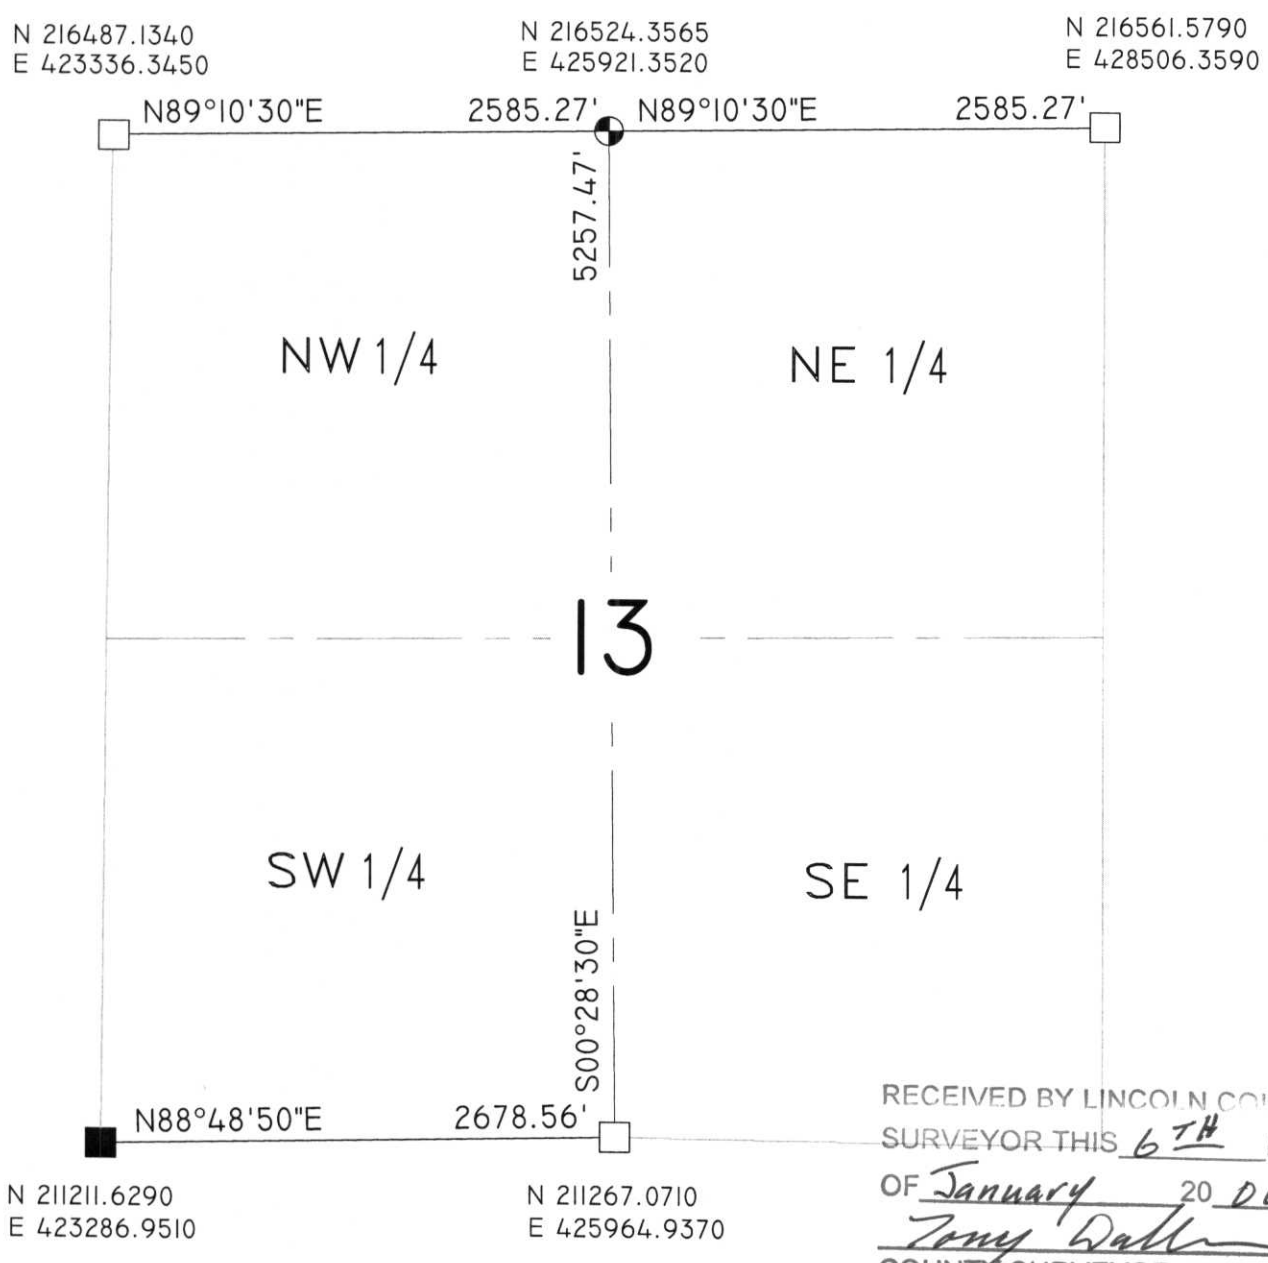 N 216487.1340
E 423336.3450
N 216524.3565
E 425921.3520
N 216561.5790
E 428506.3590
N89°10'30"E
2585.27'
N89°10'30"E
2585.27'
5257.47'
NW 1/4
NE 1/4
13
SW 1/4
SE 1/4
S00°28'30"E
N88°48'50"E
2678.56'
N 211211.6290
E 423286.9510
N 211267.0710
E 425964.9370
RECEIVED BY LINCOLN
SURVEYOR THIS 6TH
OF January 20
Tony